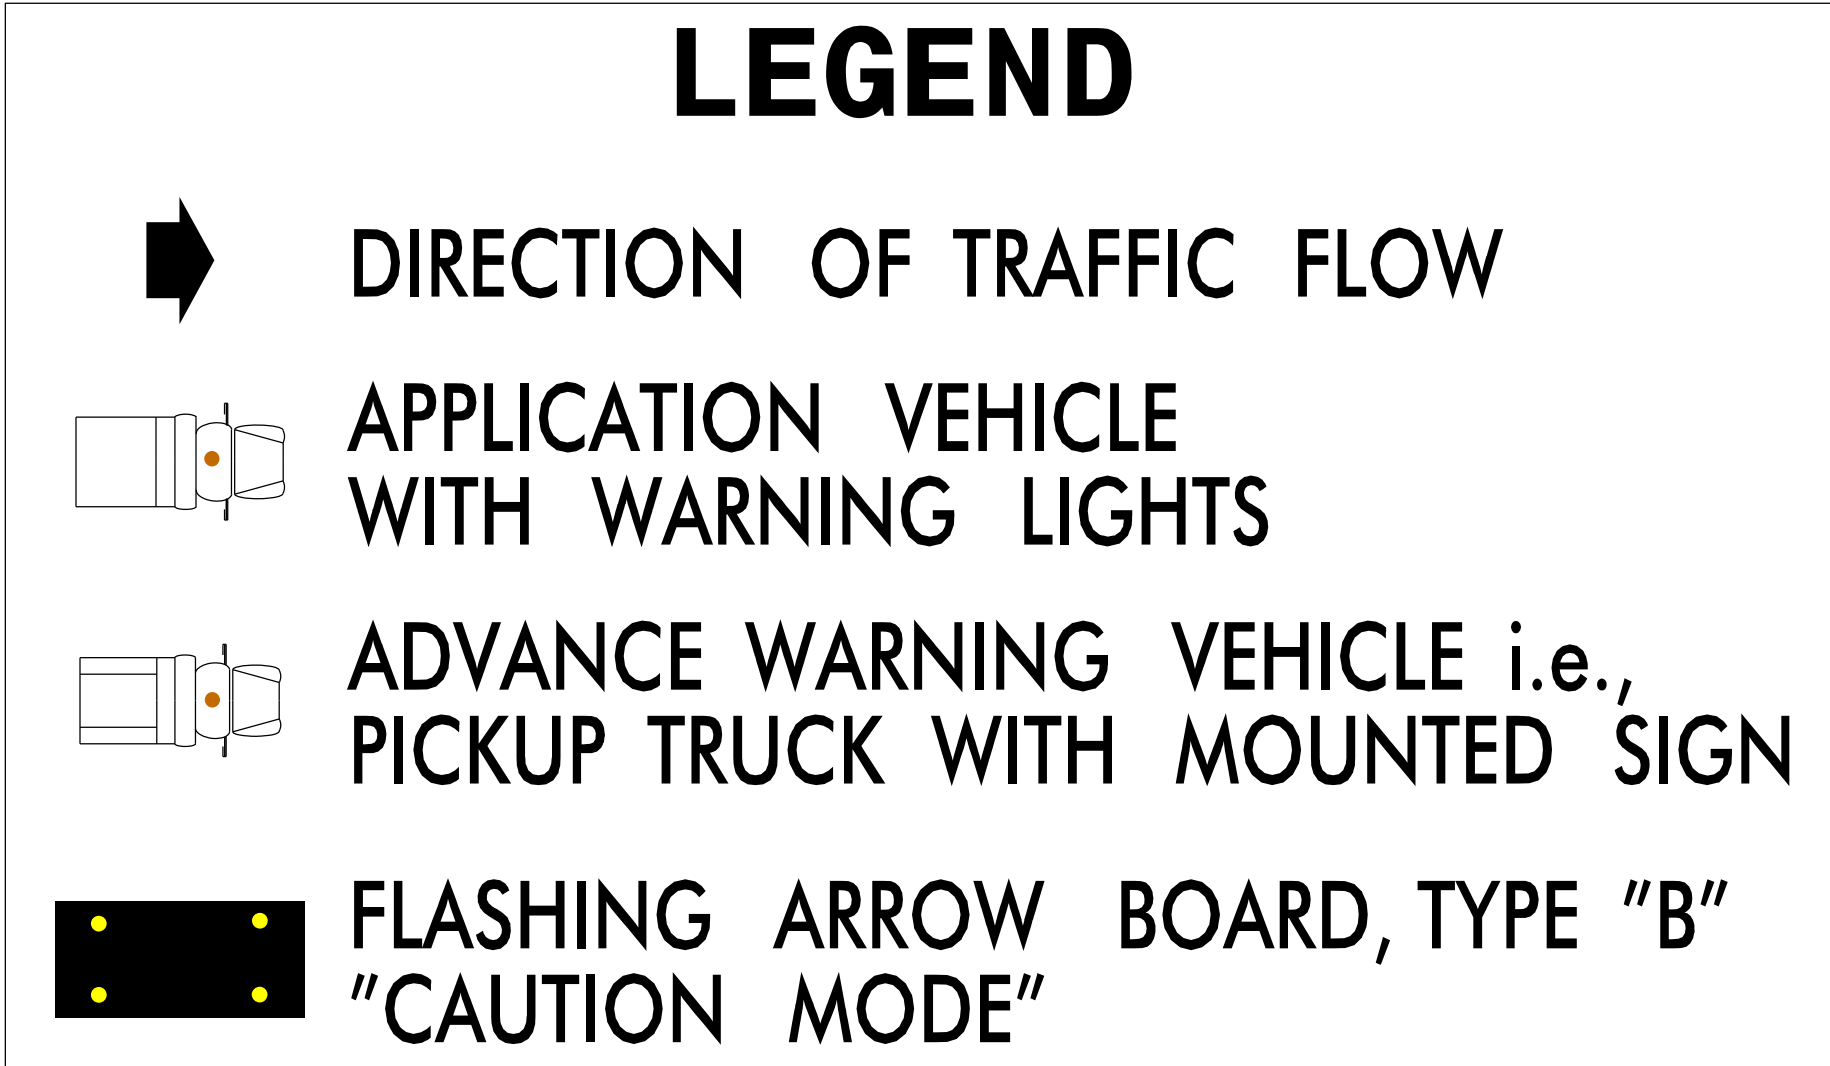 LEGEND
DIRECTION OF TRAFFIC FLOW
APPLICATION VEHICLE
WITH WARNING LIGHTS
ADVANCE WARNING VEHICLE i.e.,
PICKUP TRUCK WITH MOUNTED SIGN
FLASHING ARROW BOARD, TYPE "B"
"CAUTION MODE"